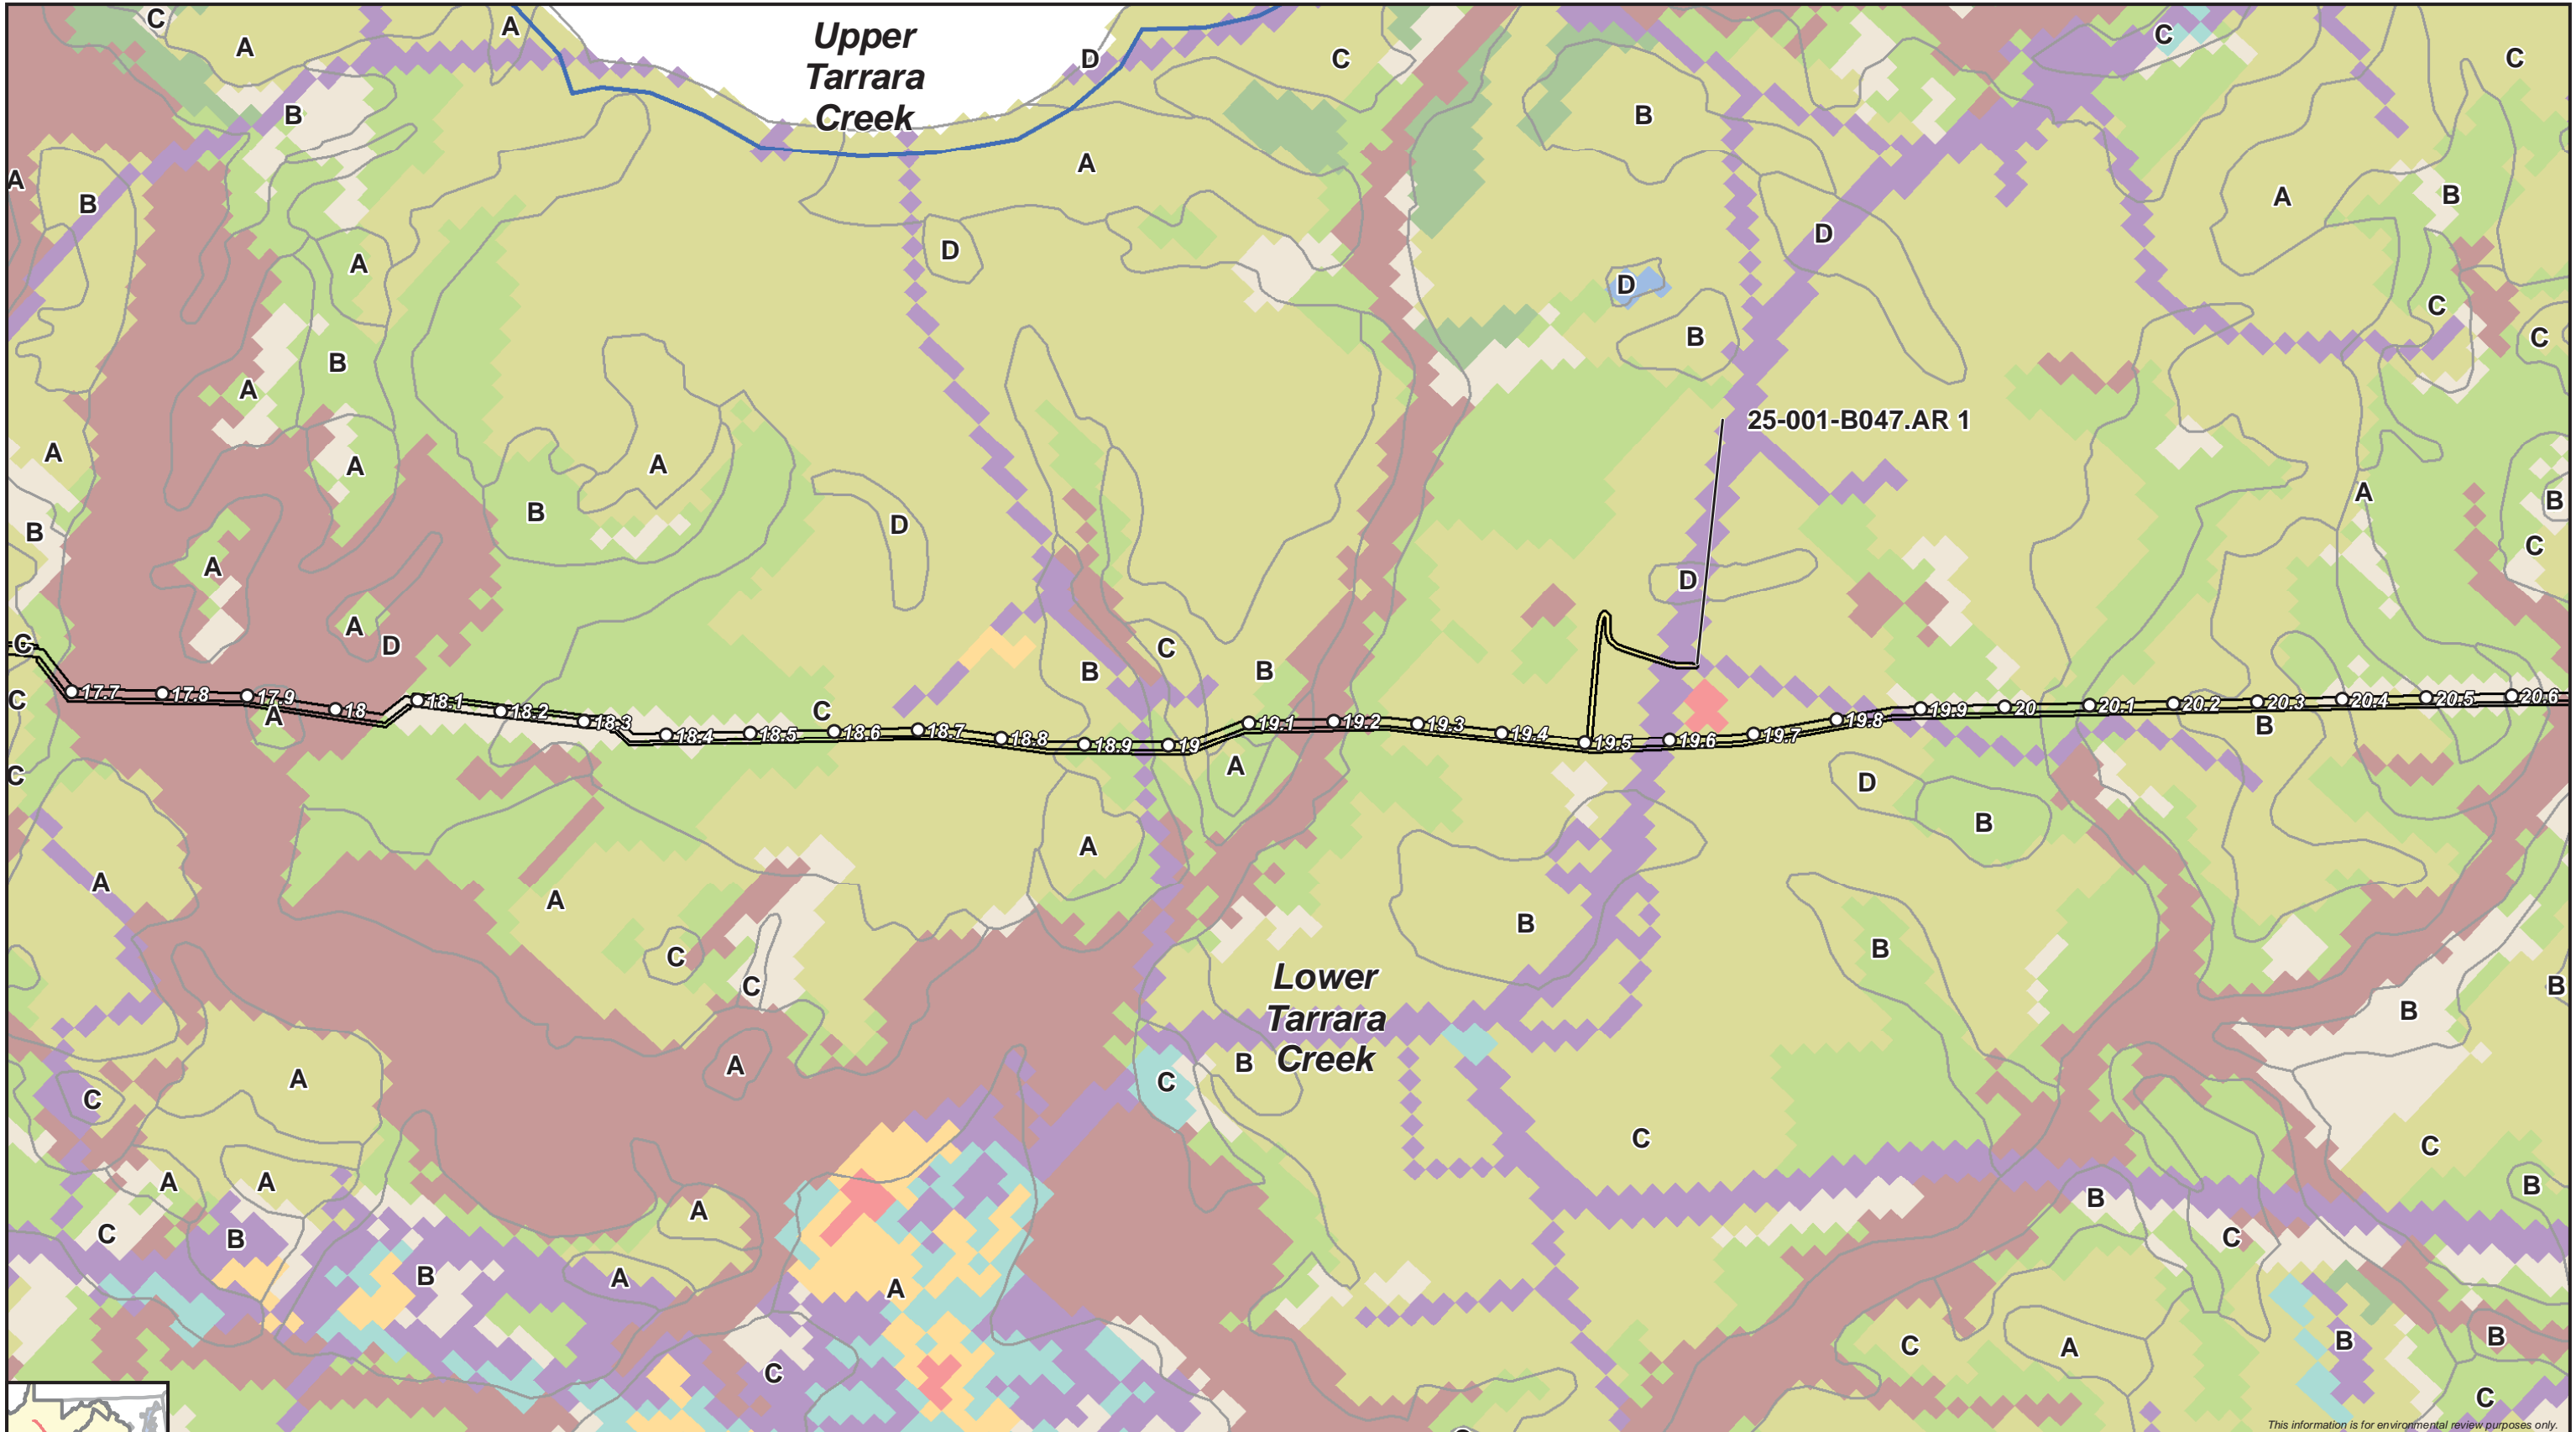 Upper
Tarrara
Creek
C
A
A
D
C
C
C
B
B
A
A
B
A
B
D
D
A
B
A
D
C
B
B
C
A
25-001-B047.AR 1
A
A
A
B
D
A
B
B
C
A
D
A
D
C
B
C
B
17.7
17.8
17.9
18
18.1
18.2
18.3
18.4
18.5
18.6
18.7
18.8
18.9
19
19.1
19.2
19.3
19.4
19.5
19.6
19.7
19.8
19.9
20
20.1
20.2
20.3
20.4
20.5
20.6
C
A
C
B
C
A
D
B
A
A
A
B
B
C
C
B
B
Lower
Tarrara
Creek
A
B
C
A
C
C
C
A
A
B
A
B
C
B
C
B
A
A
C
A
B
B
C
A
C
This information is for environmental review purposes only.